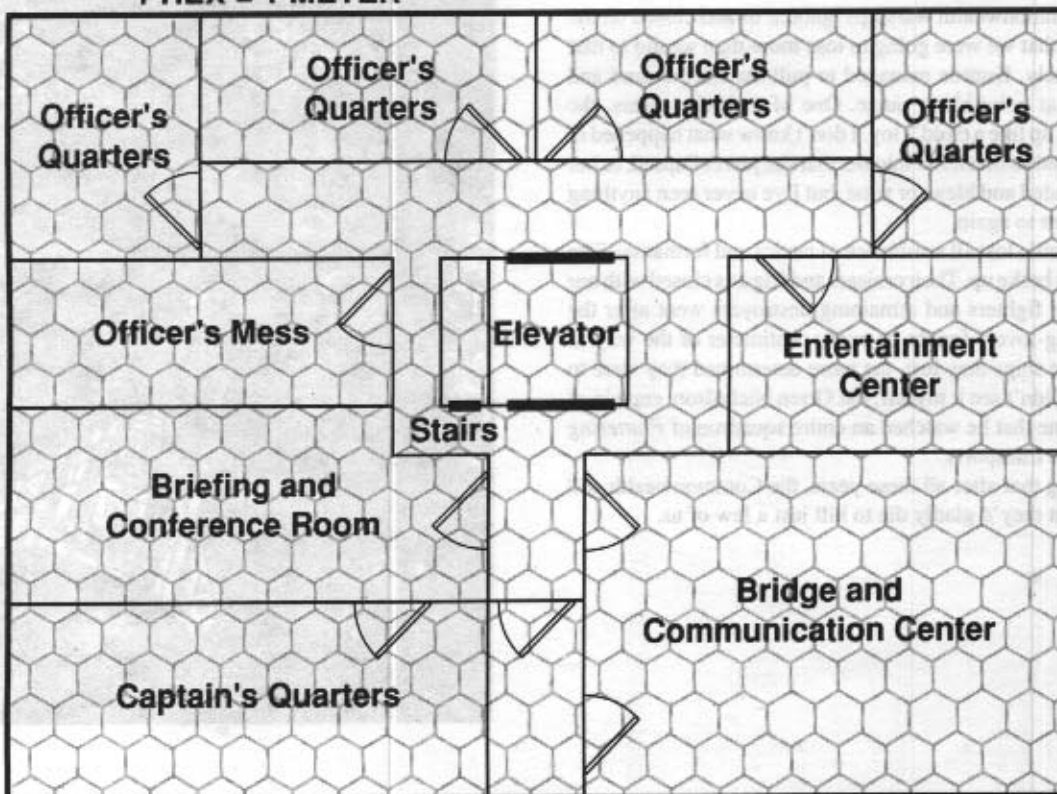 1 HEX = 1 METER
Officer's
Quarters
Officer's
Quarters
Officer's
Quarters
Officer's
Quarters
Officer's Mess
Elevator
Entertainment
Center
Stairs
Briefing and
Conference Room
Bridge and
Communication Center
Captain's Quarters